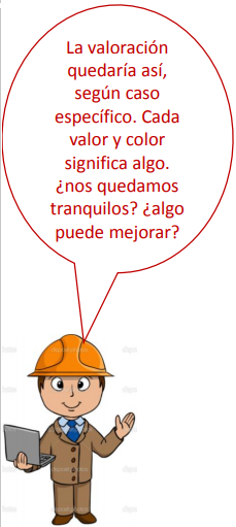 La valoración
quedaría así,
según caso
específico. Cada
valor y color
significa algo.
¿nos quedamos
tranquilos? ¿algo
puede mejorar?